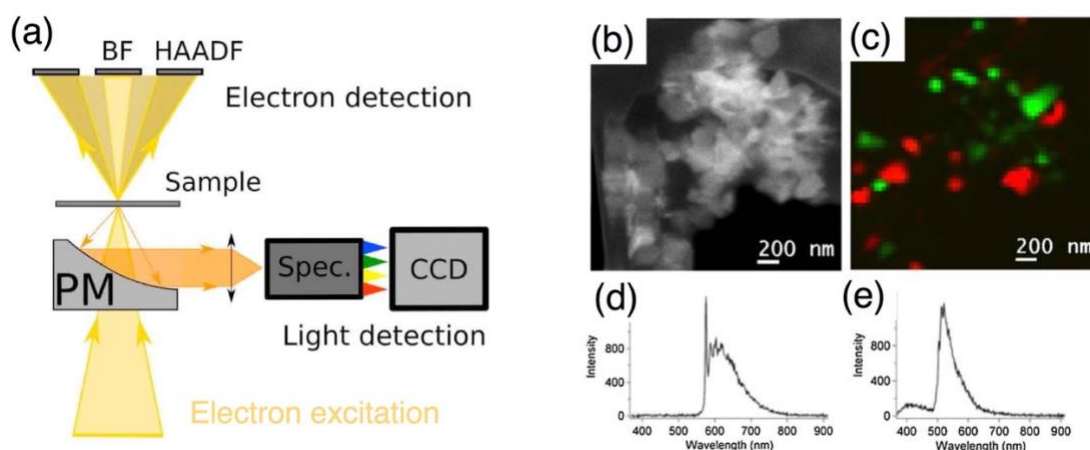 (a)
BF HAADF
Electron detection
Sample
PM
Spec.
CCD
Light detection
Electron excitation
(b)
200 nm
(c)
200 nm
(d)
Intensity
800
400
0
400 500 600 700 800 900
Wavelength (nm)
(e)
Intensity
800
400
0
400 500 600 700 800 900
Wavelength (nm)